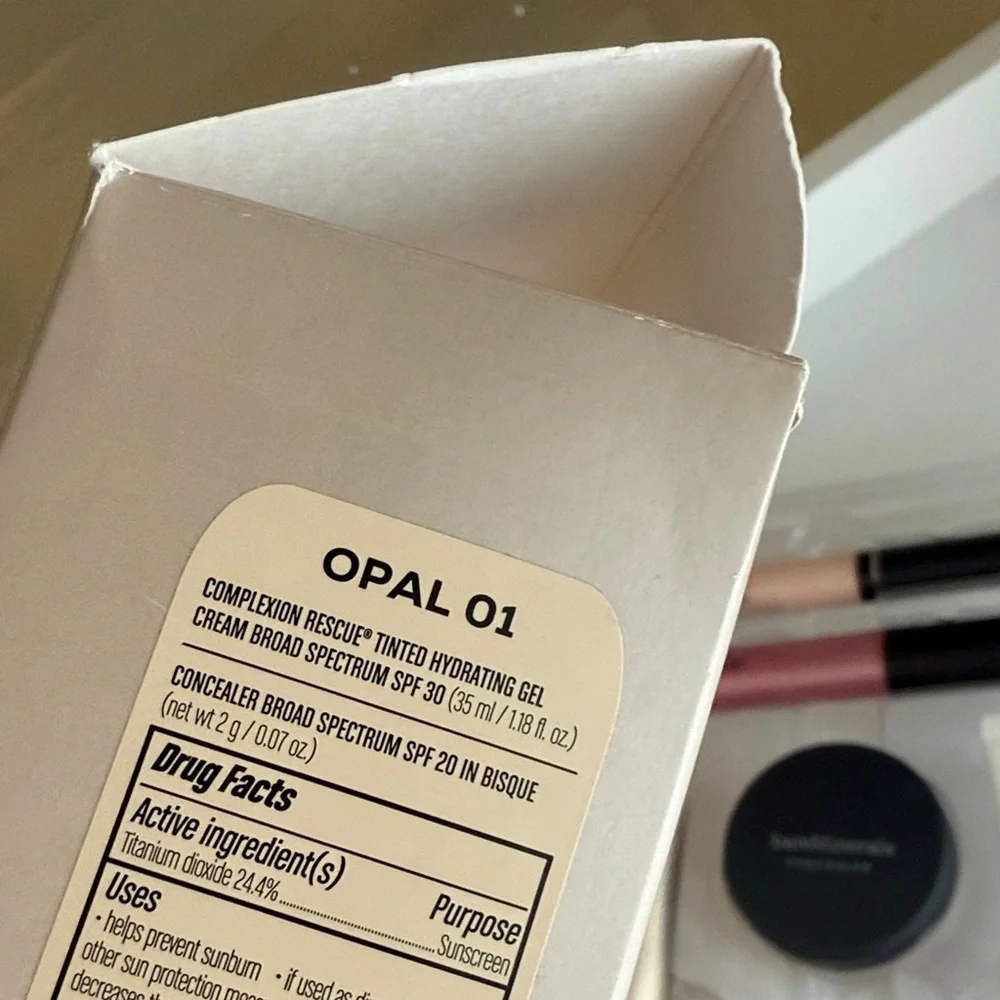 OPAL 01
COMPLEXION RESCUE® TINTED HYDRATING GEL
CREAM BROAD SPECTRUM SPF 30 (35 ml / 1.18 fl. oz.)
CONCEALER BROAD SPECTRUM SPF 20 IN BISQUE
(net wt 2 g / 0.07 oz.)
Drug Facts
Active ingredient(s) Purpose
Titanium dioxide 24.4% Sunscreen
Uses
• helps prevent sunburn • if used as
other sun protection
decreases
bareMinerals